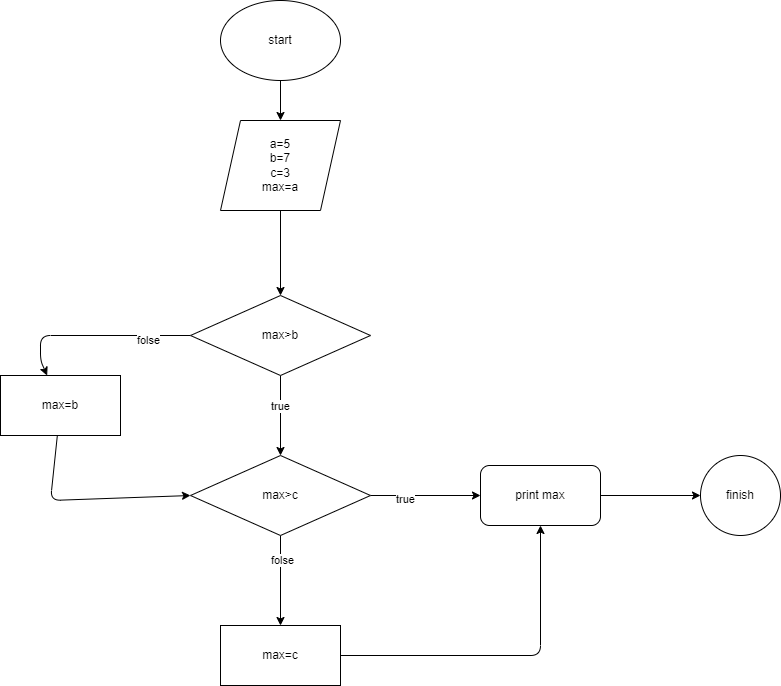 start
a=5
b=7
c=3
max=a
max>b
folse
max=b
true
max>c
true
print max
finish
folse
max=c